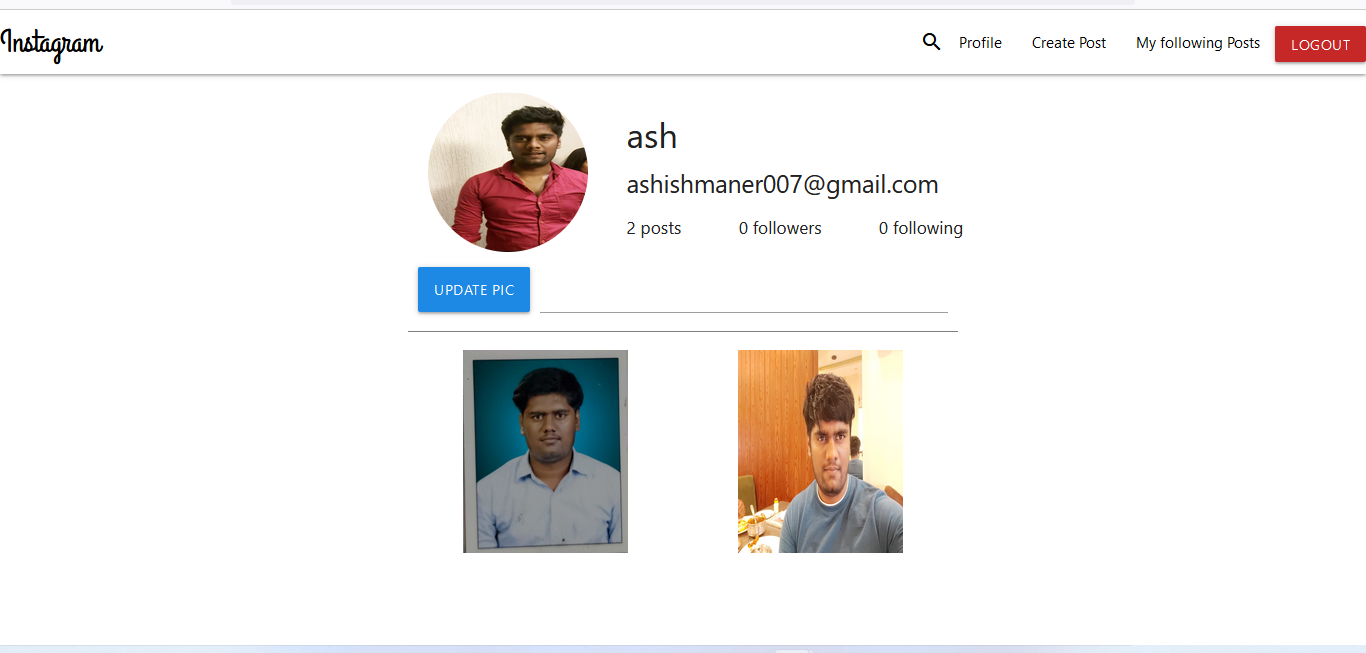 Instagram
Profile Create Post My following Posts LOGOUT
ash
ashishmaner007@gmail.com
2 posts 0 followers 0 following
UPDATE PIC